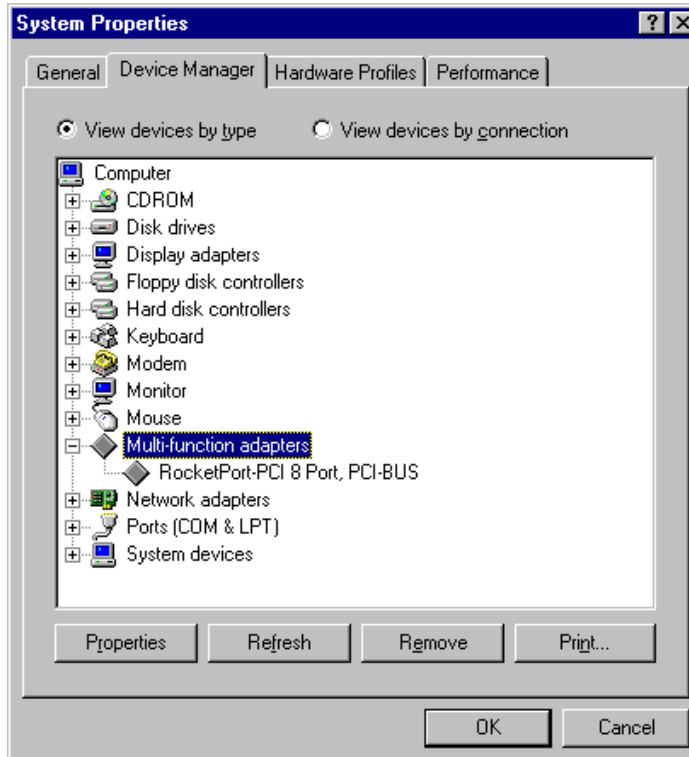 System Properties
General Device Manager Hardware Profiles Performance
View devices by type View devices by connection
Computer
CDROM
Disk drives
Display adapters
Floppy disk controllers
Hard disk controllers
Keyboard
Modem
Monitor
Mouse
Multi-function adapters
RocketPort-PCI 8 Port, PCI-BUS
Network adapters
Ports (COM & LPT)
System devices
Properties Refresh Remove Print...
OK Cancel